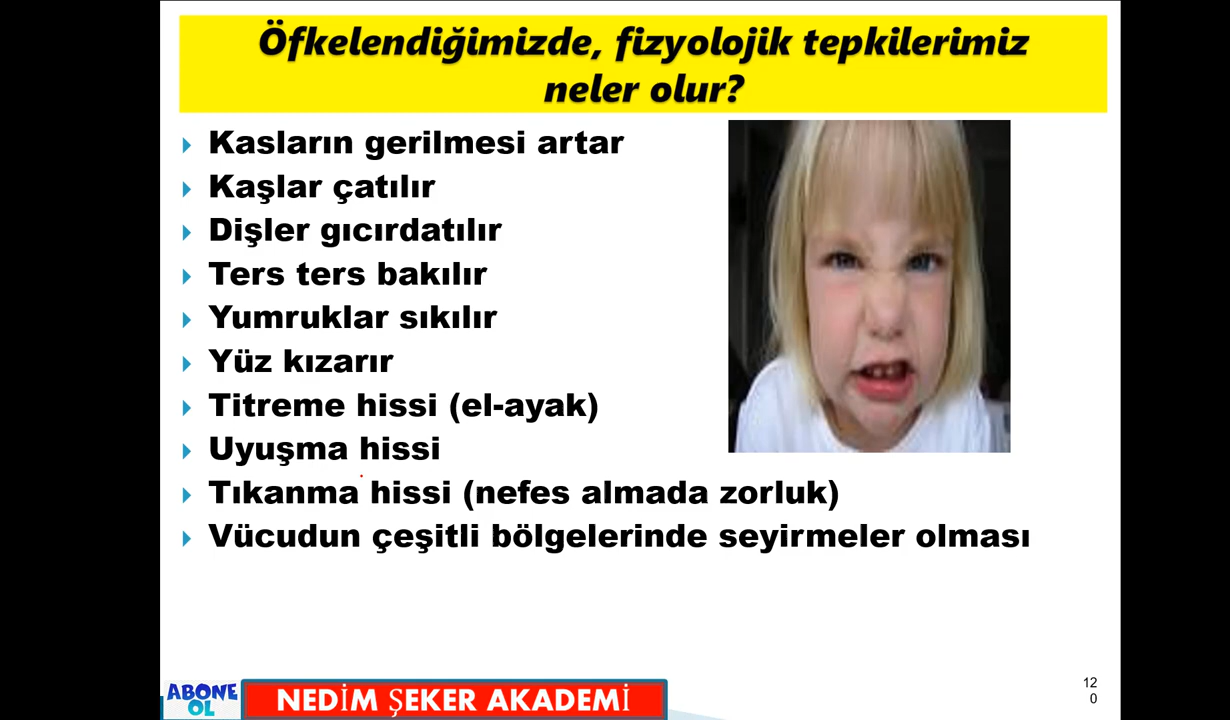 Öfkelendiğimizde, fizyolojik tepkilerimiz
neler olur?
Kasların gerilmesi artar
Kaşlar çatılır
Dişler gıcırdatılır
Ters ters bakılır
Yumruklar sıkılır
Yüz kızarır
Titreme hissi (el-ayak)
Uyuşma hissi
Tıkanma hissi (nefes almada zorluk)
Vücudun çeşitli bölgelerinde seyirmeler olması
ABONE
OL
NEDİM ŞEKER AKADEMİ
12
0